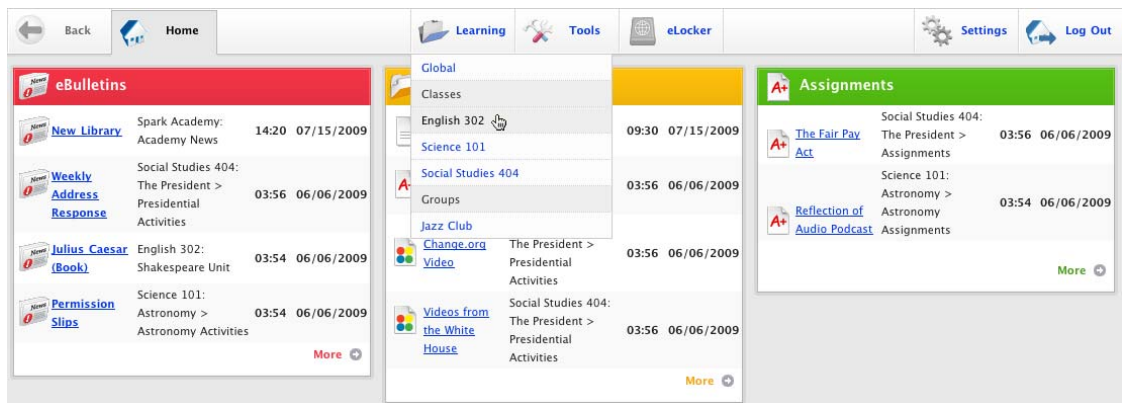 Back
Home
Learning
Tools
eLocker
Settings
Log Out
eBulletins
New Library
Spark Academy:
Academy News
14:20 07/15/2009
Weekly
Address
Response
Social Studies 404:
The President >
Presidential
Activities
03:56 06/06/2009
Julius Caesar
(Book)
English 302:
Shakespeare Unit
03:54 06/06/2009
Permission
Slips
Science 101:
Astronomy >
Astronomy Activities
03:54 06/06/2009
More
Global
Classes
English 302
Science 101
Social Studies 404
Groups
Jazz Club
09:30 07/15/2009
03:56 06/06/2009
Change.org
Video
The President >
Presidential
Activities
03:56 06/06/2009
Videos from
the White
House
Social Studies 404:
The President >
Presidential
Activities
03:56 06/06/2009
More
A+
Assignments
A+
The Fair Pay
Act
Social Studies 404:
The President >
Assignments
03:56 06/06/2009
A+
Reflection of
Audio Podcast
Science 101:
Astronomy >
Astronomy
Assignments
03:54 06/06/2009
More